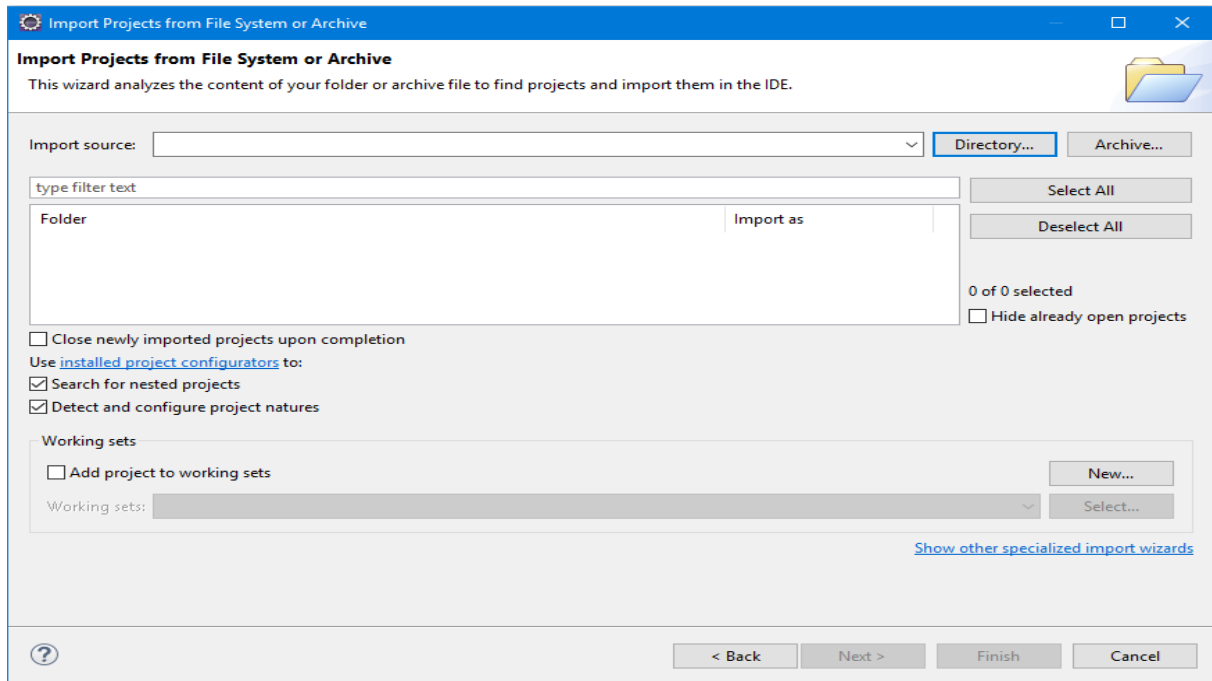 Import Projects from File System or Archive
Import Projects from File System or Archive
This wizard analyzes the content of your folder or archive file to find projects and import them in the IDE.
Import source: Directory... Archive...
type filter text
Select All
Folder Import as
Deselect All
0 of 0 selected
Hide already open projects
Close newly imported projects upon completion
Use installed project configurators to:
Search for nested projects
Detect and configure project natures
Working sets
Add project to working sets New...
Working sets: Select...
Show other specialized import wizards
? < Back Next > Finish Cancel